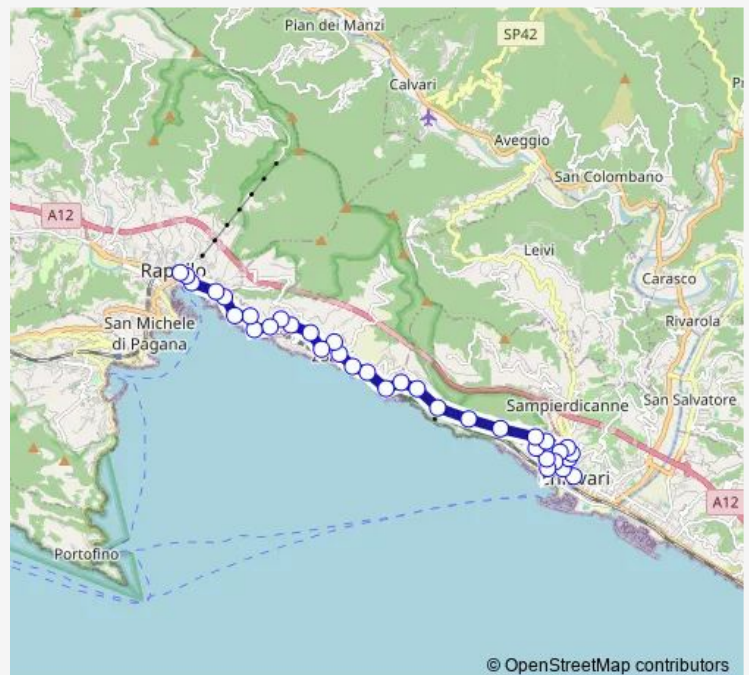 Pian dei Manzi
SP42
Calvari
Aveggio
San Colombano
A12
Leivi
Carasco
Rivarola
San Michele
di Pagana
Sampierdicanne
San Salvatore
A12
Portofino
© OpenStreetMap contributors